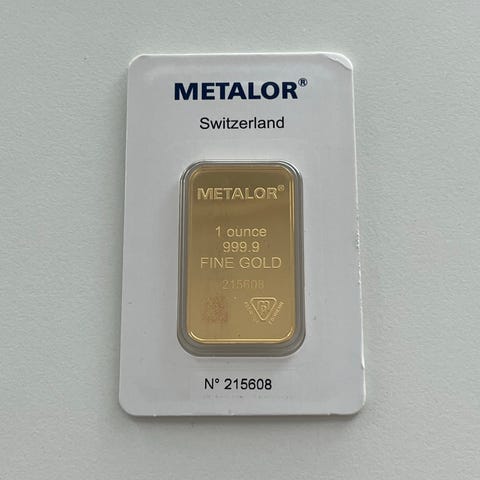 METALOR®
Switzerland
METALOR®
1 ounce
999.9
FINE GOLD
215608
N° 215608